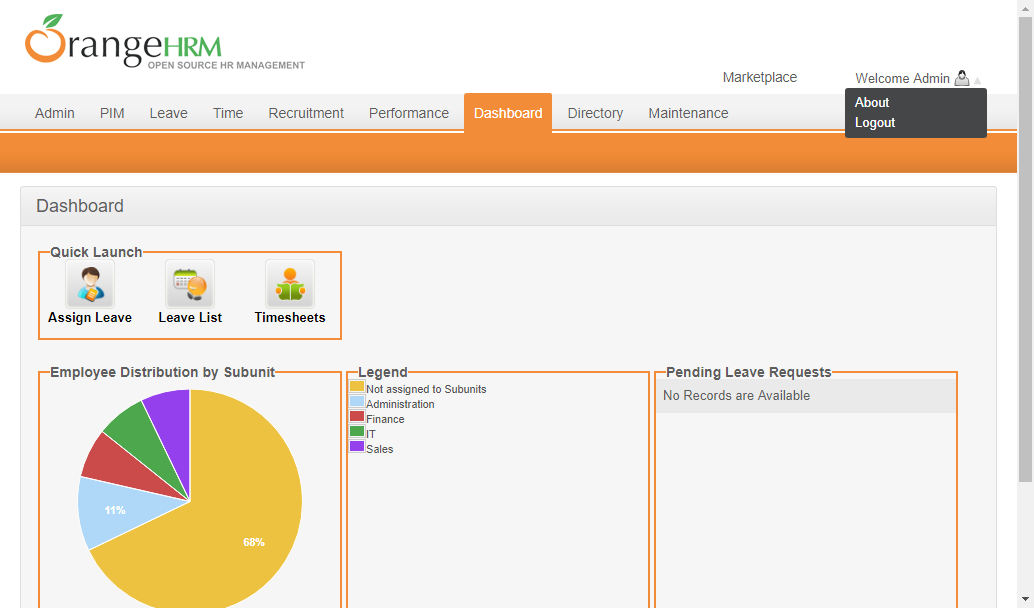 OrangeHRM
OPEN SOURCE HR MANAGEMENT
Marketplace
Welcome Admin
About
Logout
Admin PIM Leave Time Recruitment Performance Dashboard Directory Maintenance
Dashboard
Quick Launch
Assign Leave Leave List Timesheets
Employee Distribution by Subunit
11%
68%
Legend
Not assigned to Subunits
Administration
Finance
IT
Sales
Pending Leave Requests
No Records are Available